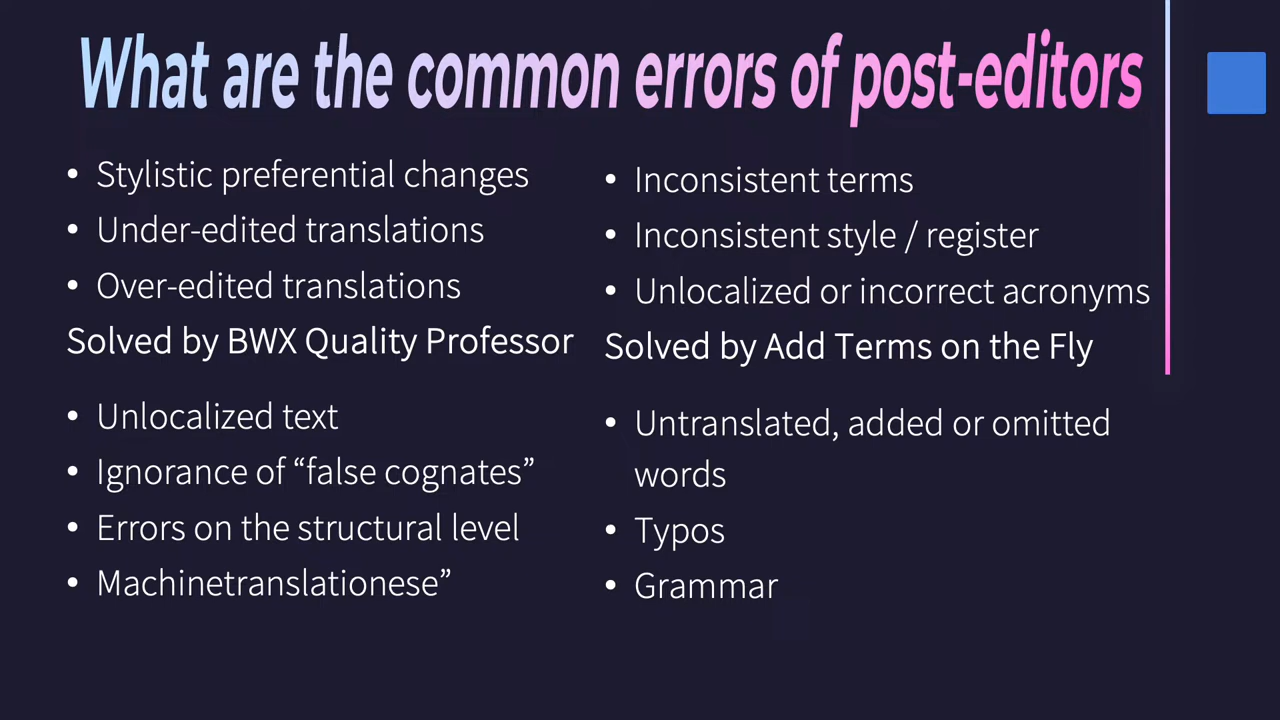 What are the common errors of post-editors
• Stylistic preferential changes
• Under-edited translations
• Over-edited translations
Solved by BWX Quality Professor
• Unlocalized text
• Ignorance of “false cognates”
• Errors on the structural level
• Machinetranslationese”
• Inconsistent terms
• Inconsistent style / register
• Unlocalized or incorrect acronyms
Solved by Add Terms on the Fly
• Untranslated, added or omitted
words
• Typos
• Grammar